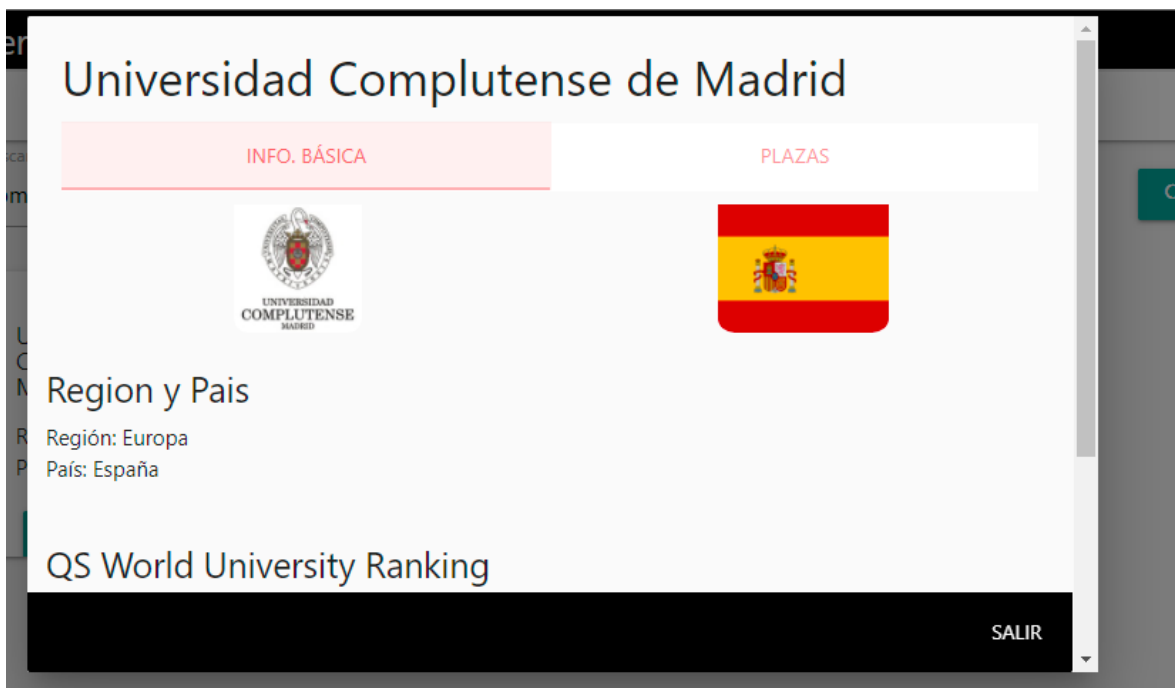 Universidad Complutense de Madrid
INFO. BÁSICA
PLAZAS
UNIVERSIDAD
COMPLUTENSE
MADRID
Region y Pais
Región: Europa
País: España
QS World University Ranking
SALIR